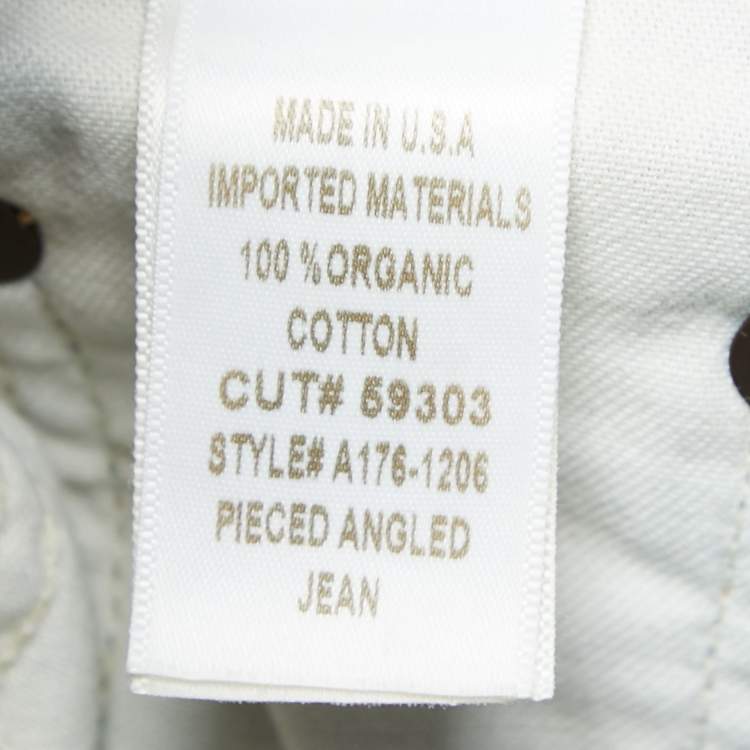 MADE IN U.S.A
IMPORTED MATERIALS
100 %ORGANIC
COTTON
CUT# 59303
STYLE# A176-1206
PIECED ANGLED
JEAN